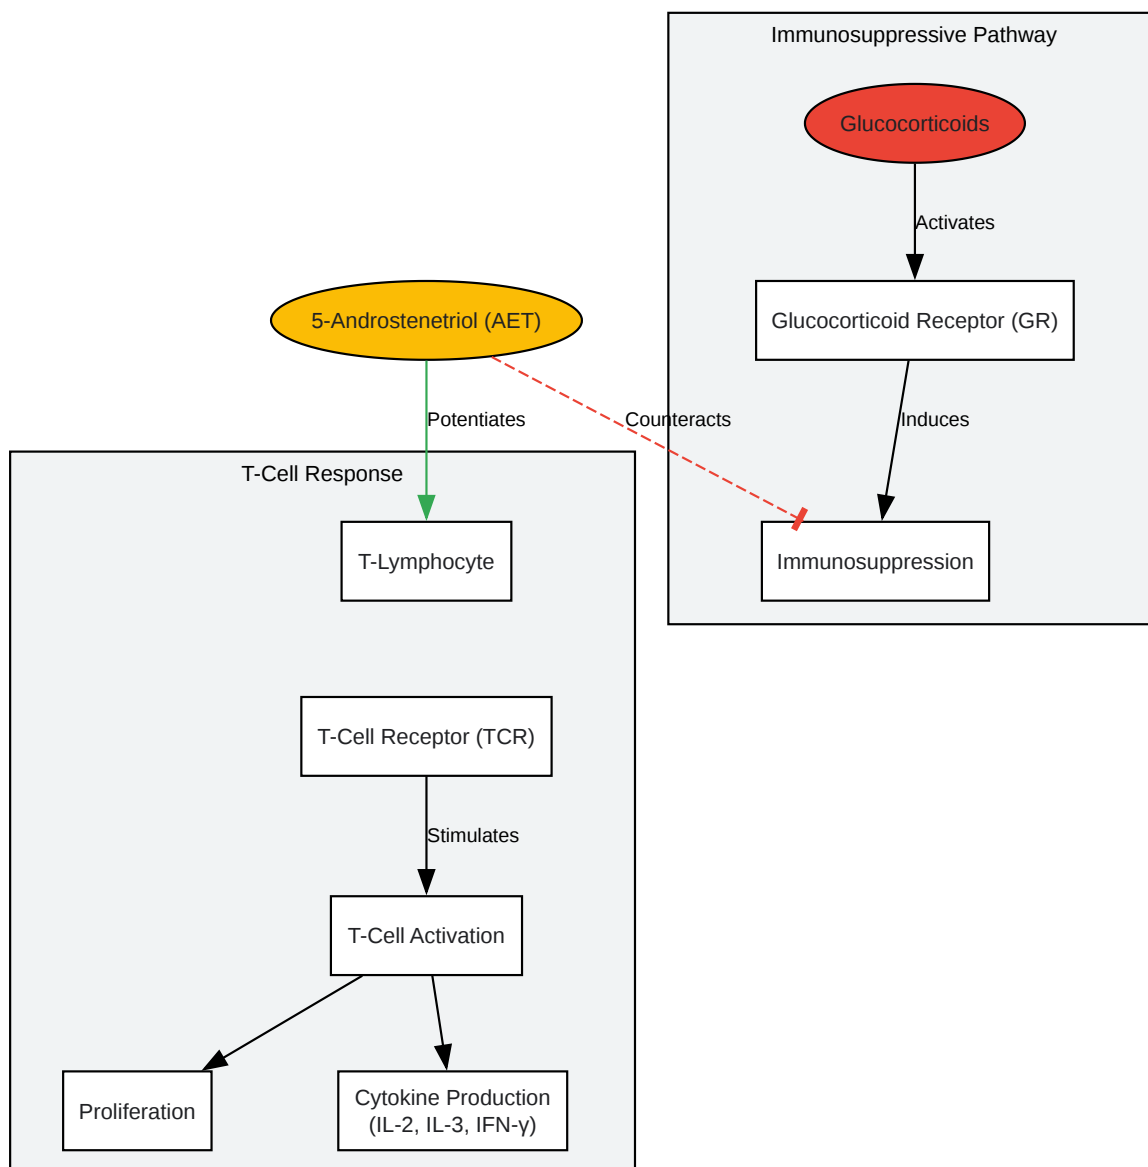 Immunosuppressive Pathway
Glucocorticoids
Activates
5-Androstenetriol (AET)
Glucocorticoid Receptor (GR)
Potentiates
Counteracts
Induces
T-Cell Response
T-Lymphocyte
Immunosuppression
T-Cell Receptor (TCR)
Stimulates
T-Cell Activation
Proliferation
Cytokine Production
(IL-2, IL-3, IFN-γ)